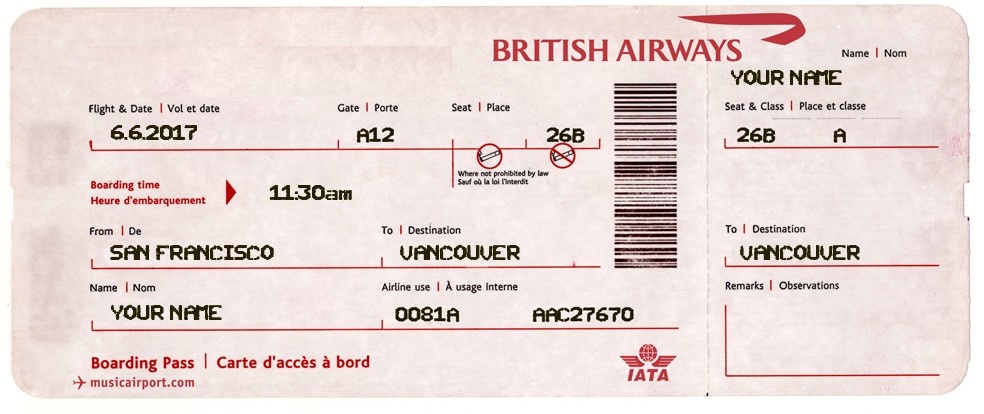 BRITISH AIRWAYS
Flight & Date | Vol et date
6.6.2017
Gate | Porte
A12
Seat | Place
26B
Where not prohibited by law
Sauf où la loi l'interdit
Boarding time
Heure d'embarquement
11:30am
From | De
SAN FRANCISCO
To | Destination
VANCOUVER
Name | Nom
YOUR NAME
Airline use | À usage interne
0081A AAC27670
Boarding Pass | Carte d'accès à bord
musicairport.com
IATA
Name | Nom
YOUR NAME
Seat & Class | Place et classe
26B A
To | Destination
VANCOUVER
Remarks | Observations